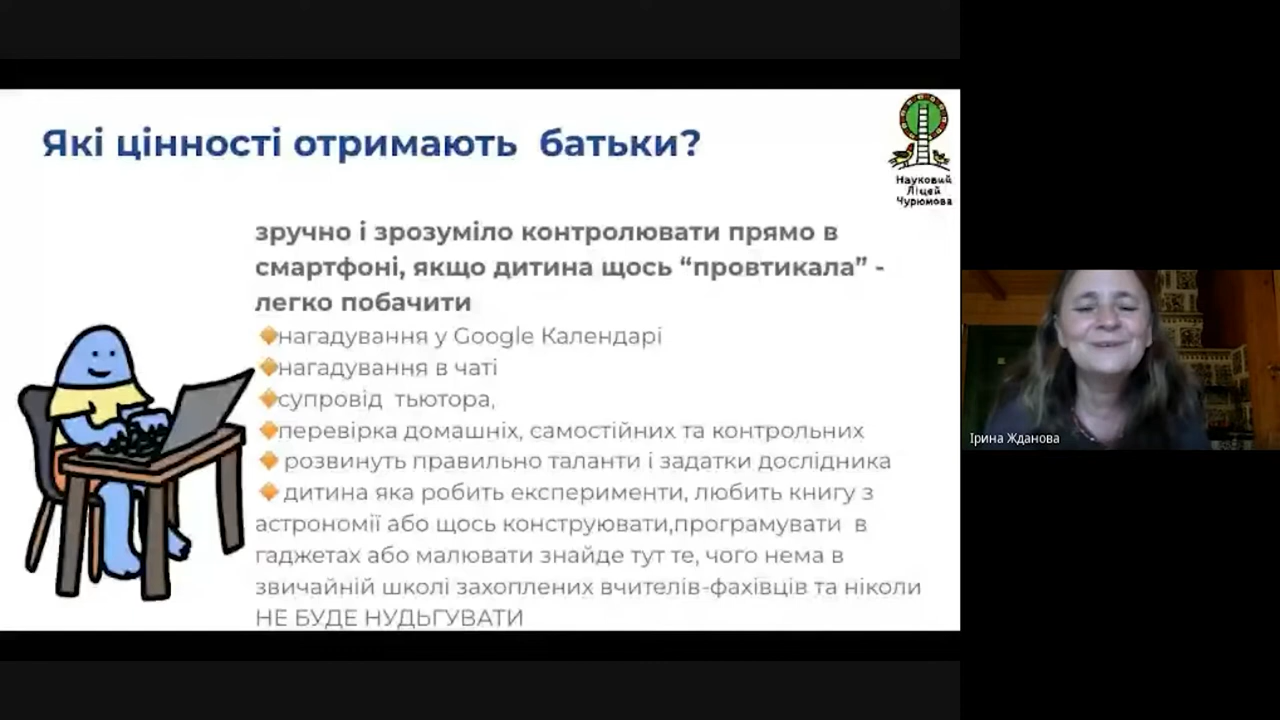 Які цінності отримають батьки?
Науковий
Ліцей
Чурюмова
зручно і зрозуміло контролювати прямо в
смартфоні, якщо дитина щось “провтикала” -
легко побачити
нагадування у Google Календарі
нагадування в чаті
супровід тьютора,
перевірка домашніх, самостійних та контрольних
розвинуть правильно таланти і задатки дослідника
дитина яка робить експерименти, любить книгу з
астрономії або щось конструювати,програмувати в
гаджетах або малювати знайде тут те, чого нема в
звичайній школі захоплених вчителів-фахівців та ніколи
НЕ БУДЕ НУДЬГУВАТИ
Ірина Жданова